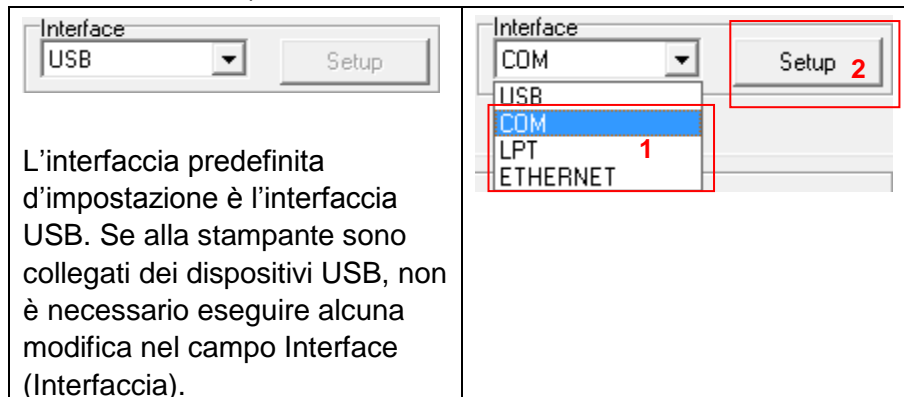 Interface
USB
Setup
L'interfaccia predefinita
d'impostazione è l'interfaccia
USB. Se alla stampante sono
collegati dei dispositivi USB, non
è necessario eseguire alcuna
modifica nel campo Interface
(Interfaccia).
Interface
COM
Setup 2
USB
COM
LPT 1
ETHERNET